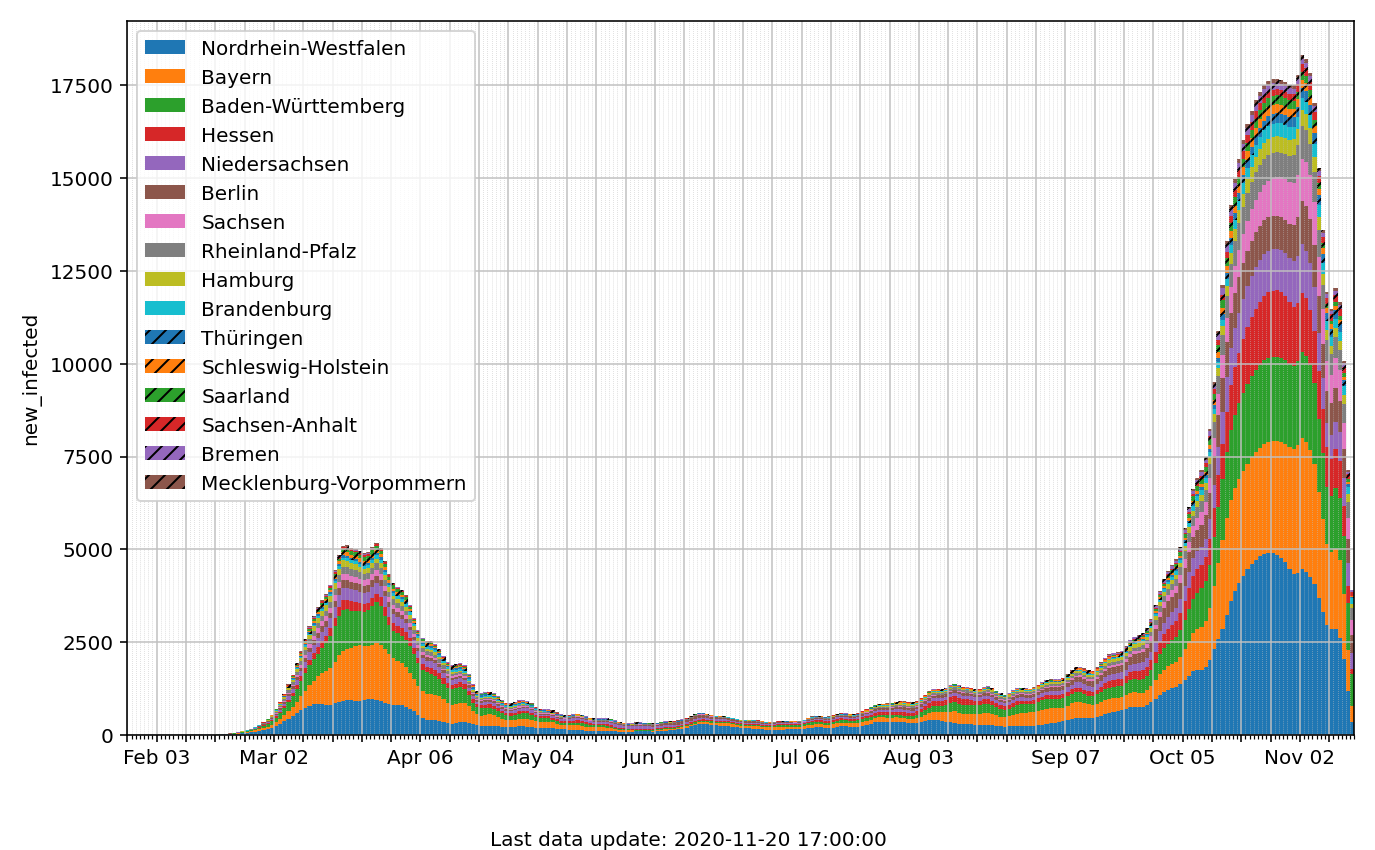 Nordrhein-Westfalen
Bayern
Baden-Württemberg
Hessen
Niedersachsen
Berlin
Sachsen
Rheinland-Pfalz
Hamburg
Brandenburg
Thüringen
Schleswig-Holstein
Saarland
Sachsen-Anhalt
Bremen
Mecklenburg-Vorpommern
17500
15000
12500
10000
7500
5000
2500
0
new_infected
Feb 03 Mar 02 Apr 06 May 04 Jun 01 Jul 06 Aug 03 Sep 07 Oct 05 Nov 02
Last data update: 2020-11-20 17:00:00